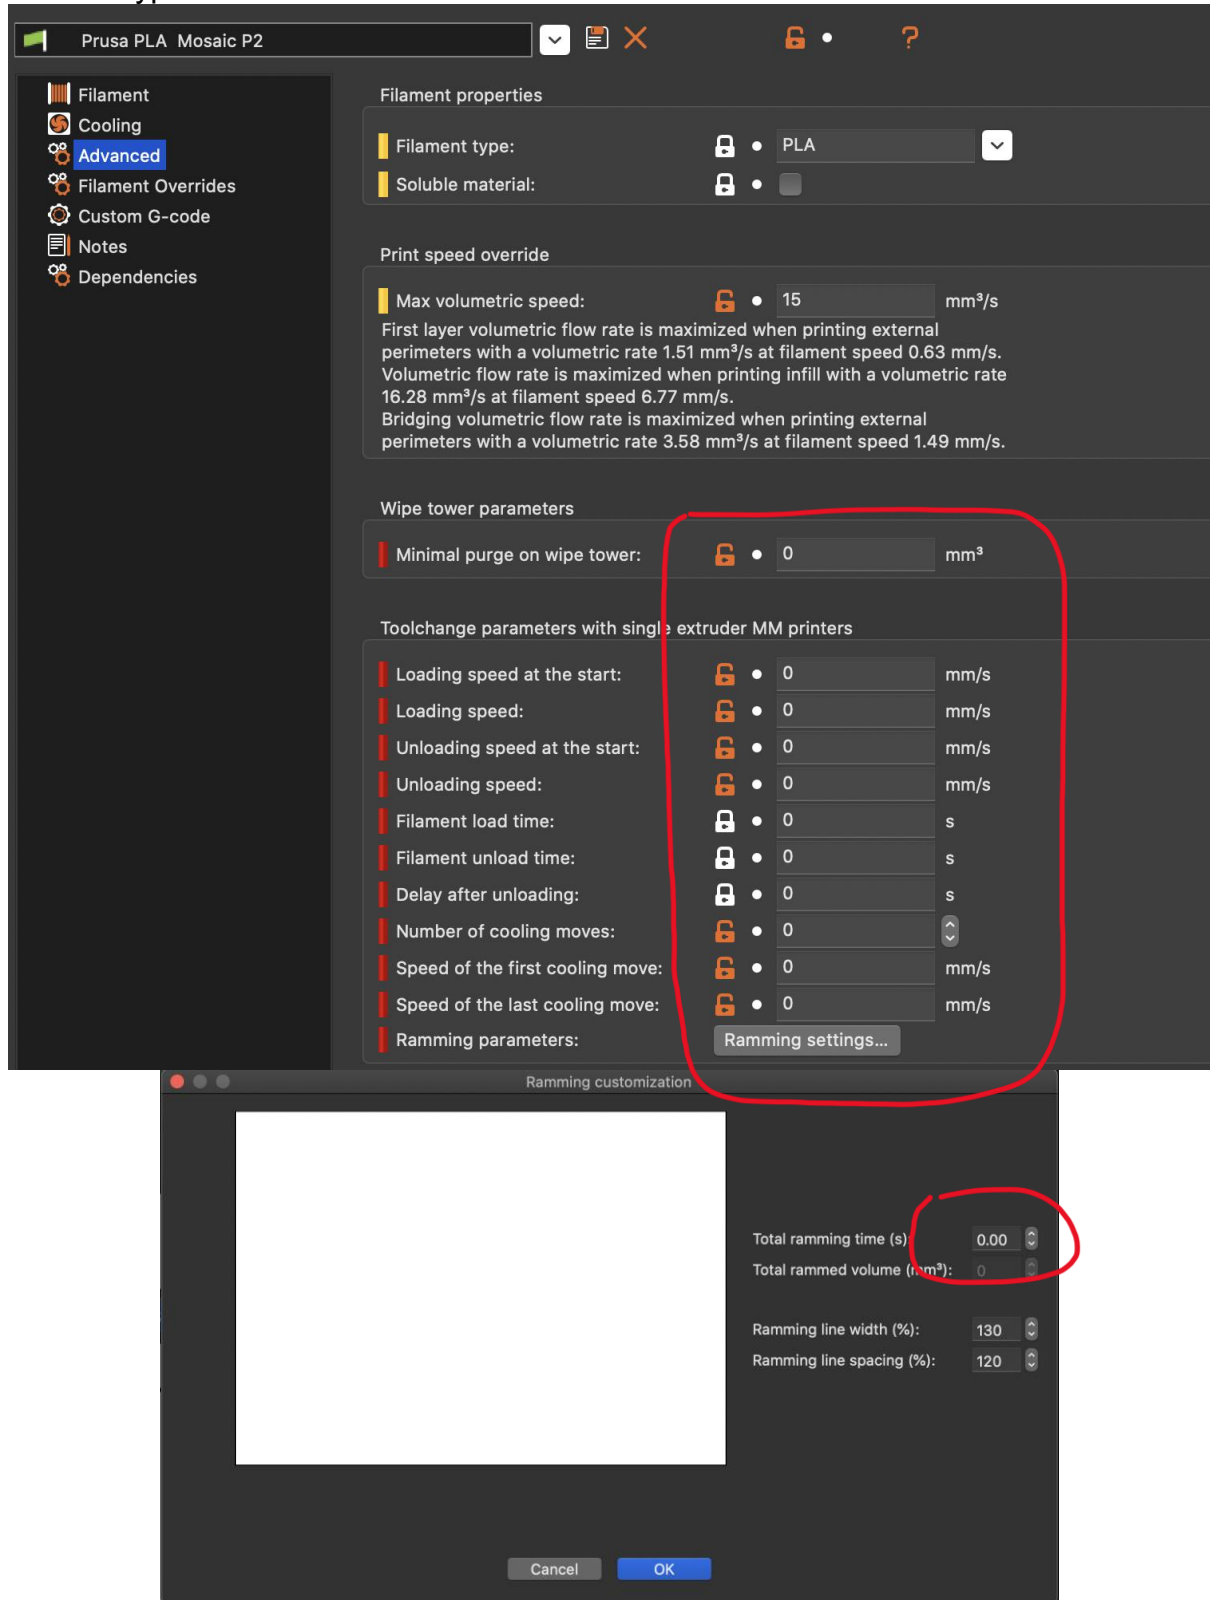 Prusa PLA Mosaic P2
?
Filament
Cooling
Advanced
Filament Overrides
Custom G-code
Notes
Dependencies
Filament properties
Filament type: PLA
Soluble material:
Print speed override
Max volumetric speed: 15 mm³/s
First layer volumetric flow rate is maximized when printing external
perimeters with a volumetric rate 1.51 mm³/s at filament speed 0.63 mm/s.
Volumetric flow rate is maximized when printing infill with a volumetric rate
16.28 mm³/s at filament speed 6.77 mm/s.
Bridging volumetric flow rate is maximized when printing external
perimeters with a volumetric rate 3.58 mm³/s at filament speed 1.49 mm/s.
Wipe tower parameters
Minimal purge on wipe tower: 0 mm³
Toolchange parameters with single extruder MM printers
Loading speed at the start: 0 mm/s
Loading speed: 0 mm/s
Unloading speed at the start: 0 mm/s
Unloading speed: 0 mm/s
Filament load time: 0 s
Filament unload time: 0 s
Delay after unloading: 0 s
Number of cooling moves: 0
Speed of the first cooling move: 0 mm/s
Speed of the last cooling move: 0 mm/s
Ramming parameters: Ramming settings...
Ramming customization
Total ramming time (s): 0.00
Total rammed volume (mm³): 0
Ramming line width (%): 130
Ramming line spacing (%): 120
Cancel OK